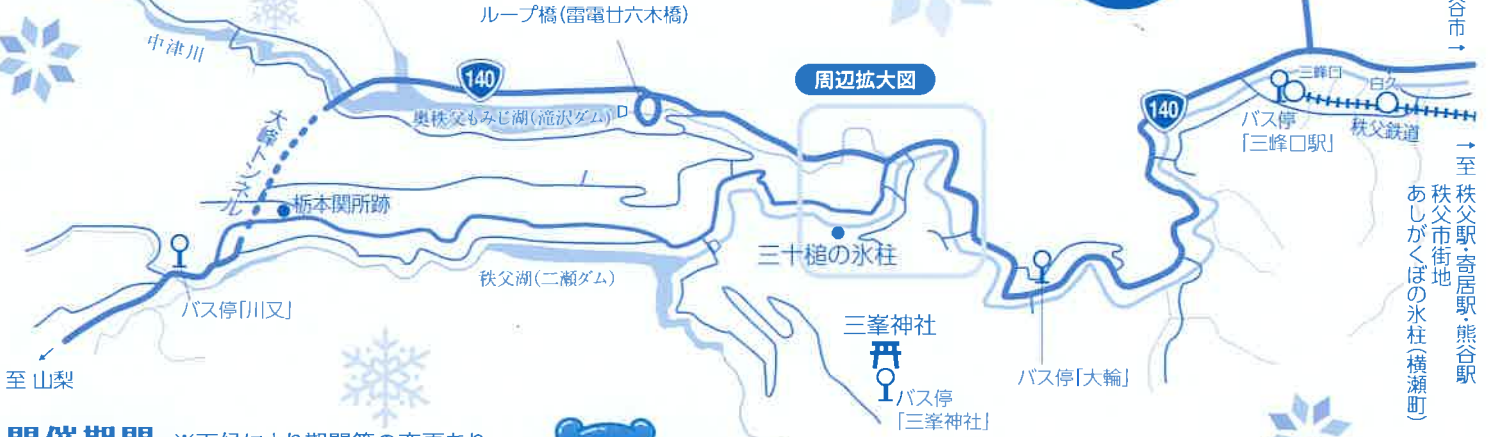 ループ橋(雷電廿六木橋)
中津川
140
周辺拡大図
奥秩父もみじ湖(滝沢ダム)
大峰トンネル
栃本関所跡
140
三峰口
白久
バス停
「三峰口駅」
秩父鉄道
谷市→
→至 秩父駅・寄居駅・熊谷駅
秩父市街地
あしがくぼの氷柱(横瀬町)
三十槌の氷柱
秩父湖(二瀬ダム)
バス停「川又」
三峯神社
バス停
「三峯神社」
バス停「大輪」
至 山梨
開催期間